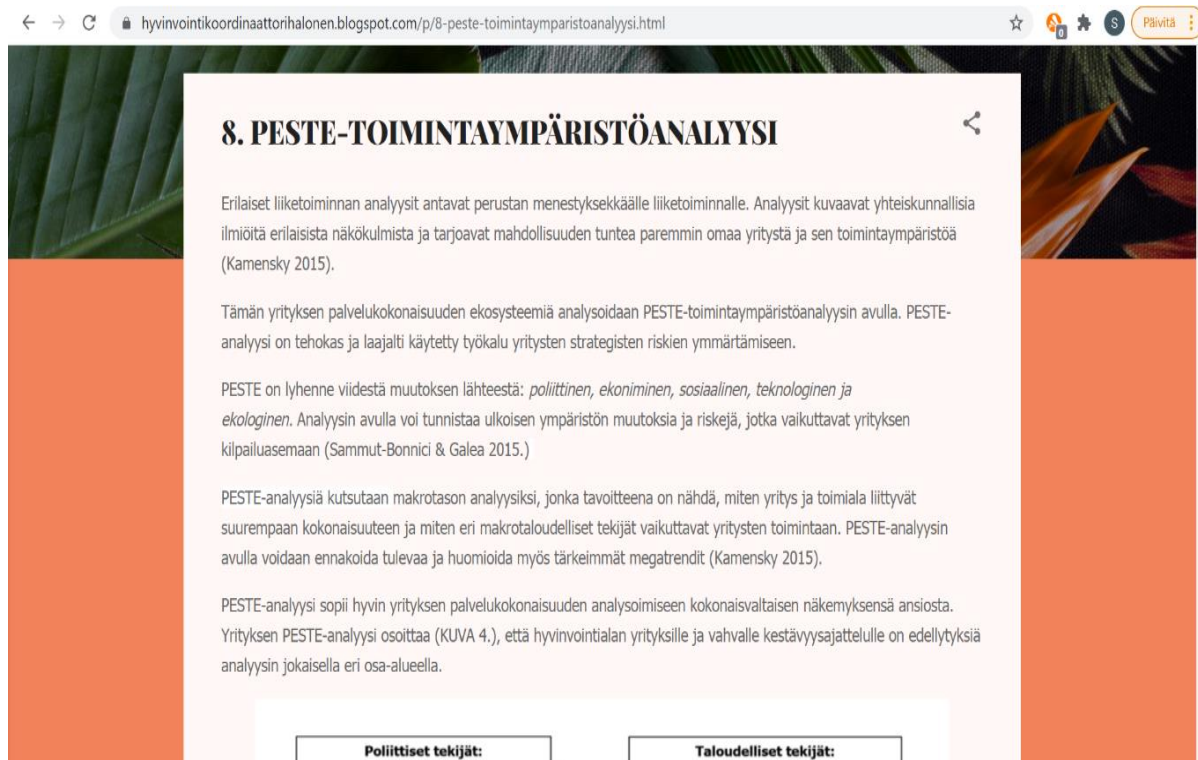 hyvinvointikoordinaattorihalonen.blogspot.com/p/8-peste-toimintaymparistoanalyysi.html
0
S
Päivitä
8. PESTE-TOIMINTAYMPÄRISTÖANALYYSI
Erilaiset liiketoiminnan analyysit antavat perustan menestyksekkäälle liiketoiminnalle. Analyysit kuvaavat yhteiskunnallisia
ilmiöitä erilaisista näkökulmista ja tarjoavat mahdollisuuden tuntea paremmin omaa yritystä ja sen toimintaympäristöä
(Kamensky 2015).
Tämän yrityksen palvelukokonaisuuden ekosysteemiä analysoidaan PESTE-toimintaympäristöanalyysin avulla. PESTE-
analyysi on tehokas ja laajalti käytetty työkalu yritysten strategisten riskien ymmärtämiseen.
PESTE on lyhenne viidestä muutoksen lähteestä: poliittinen, ekoniminen, sosiaalinen, teknologinen ja
ekologinen. Analyysin avulla voi tunnistaa ulkoisen ympäristön muutoksia ja riskejä, jotka vaikuttavat yrityksen
kilpailuasemaan (Sammut-Bonnici & Galea 2015.)
PESTE-analyysiä kutsutaan makrotason analyysiksi, jonka tavoitteena on nähdä, miten yritys ja toimiala liittyvät
suurempaan kokonaisuuteen ja miten eri makrotaloudelliset tekijät vaikuttavat yritysten toimintaan. PESTE-analyysin
avulla voidaan ennakoida tulevaa ja huomioida myös tärkeimmät megatrendit (Kamensky 2015).
PESTE-analyysi sopii hyvin yrityksen palvelukokonaisuuden analysoimiseen kokonaisvaltaisen näkemyksensä ansiosta.
Yrityksen PESTE-analyysi osoittaa (KUVA 4.), että hyvinvointialan yrityksille ja vahvalle kestävyysajattelulle on edellytyksiä
analyysin jokaisella eri osa-alueella.
Poliittiset tekijät:
Taloudelliset tekijät: